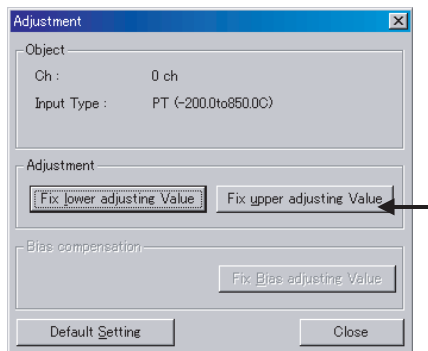 Adjustment
Object
Ch : 0 ch
Input Type : PT (-200.0to850.0C)
Adjustment
Fix lower adjusting Value Fix upper adjusting Value
Bias compensation
Fix Bias adjusting Value
Default Setting Close